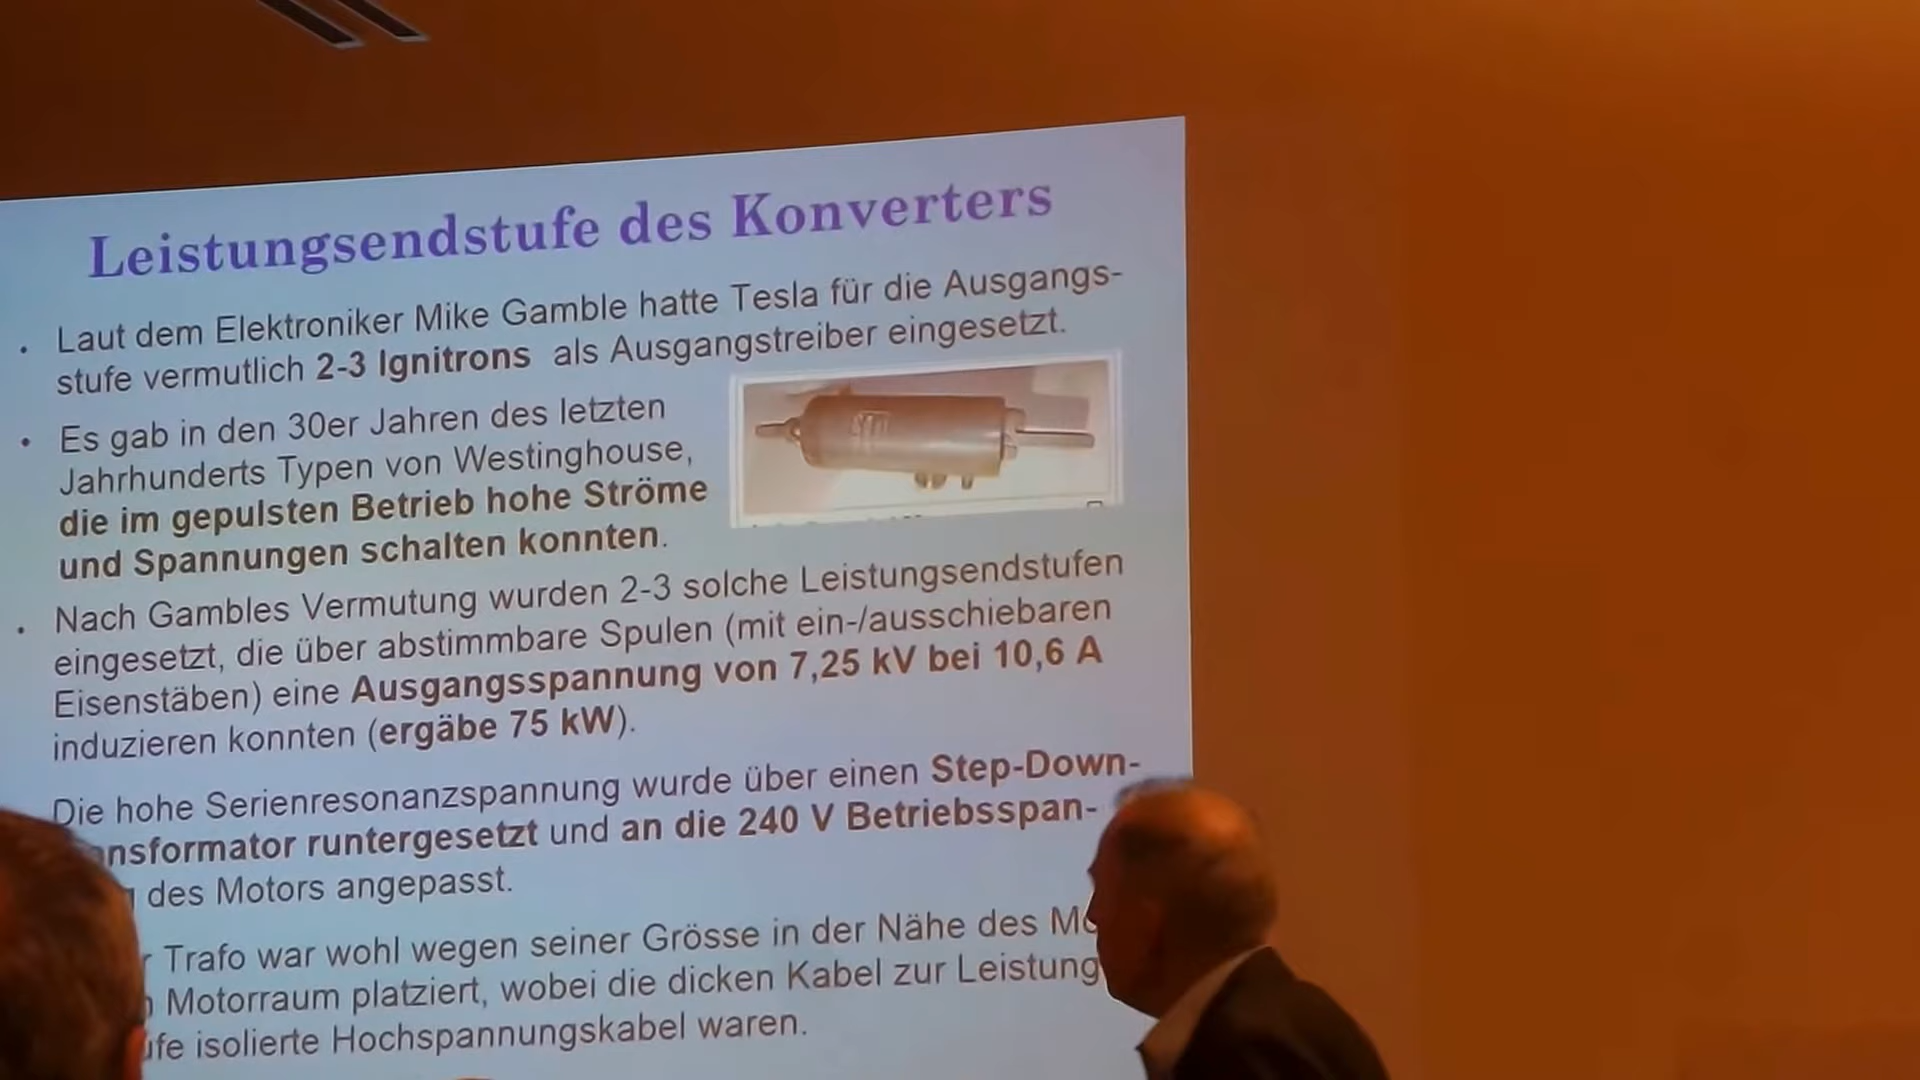 Leistungsendstufe des Konverters
• Laut dem Elektroniker Mike Gamble hatte Tesla für die Ausgangs-
stufe vermutlich 2-3 Ignitrons als Ausgangstreiber eingesetzt.
• Es gab in den 30er Jahren des letzten
Jahrhunderts Typen von Westinghouse,
die im gepulsten Betrieb hohe Ströme
und Spannungen schalten konnten.
• Nach Gambles Vermutung wurden 2-3 solche Leistungsendstufen
eingesetzt, die über abstimmbare Spulen (mit ein-/ausschiebaren
Eisenstäben) eine Ausgangsspannung von 7,25 kV bei 10,6 A
induzieren konnten (ergäbe 75 kW).
Die hohe Serienresonanzspannung wurde über einen Step-Down-
nsformator runtergesetzt und an die 240 V Betriebsspan-
des Motors angepasst.
Trafo war wohl wegen seiner Grösse in der Nähe des
Motorraum platziert, wobei die dicken Kabel zur Leistung
ufe isolierte Hochspannungskabel waren.